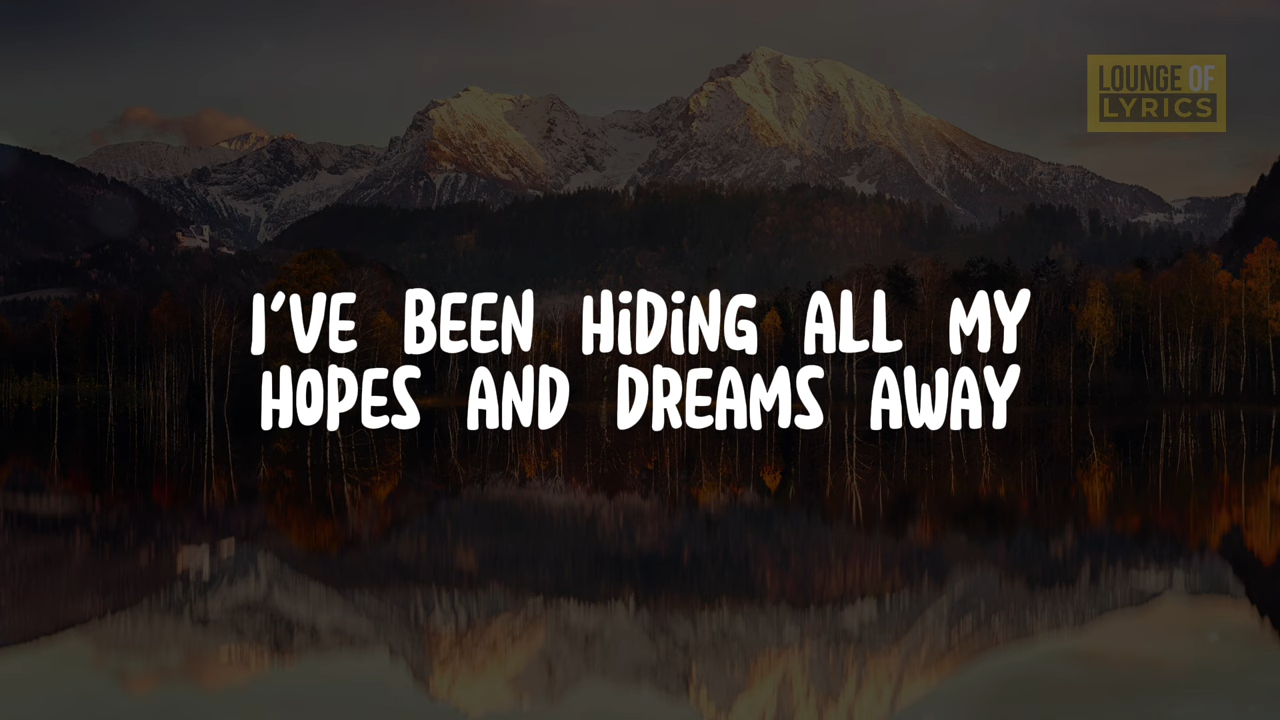 LOUNGE OF
LYRICS
I'VE BEEN HiDiNG ALL MY
HOPES AND DREAMS AWAY